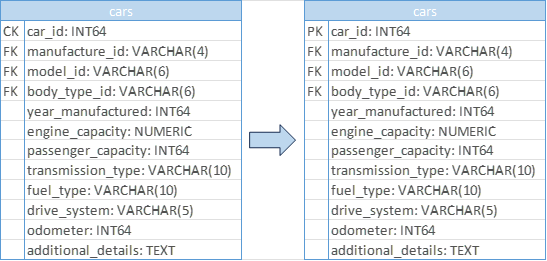 cars
CK car_id: INT64
FK manufacture_id: VARCHAR(4)
FK model_id: VARCHAR(6)
FK body_type_id: VARCHAR(6)
year_manufactured: INT64
engine_capacity: NUMERIC
passenger_capacity: INT64
transmission_type: VARCHAR(10)
fuel_type: VARCHAR(10)
drive_system: VARCHAR(5)
odometer: INT64
additional_details: TEXT
cars
PK car_id: INT64
FK manufacture_id: VARCHAR(4)
FK model_id: VARCHAR(6)
FK body_type_id: VARCHAR(6)
year_manufactured: INT64
engine_capacity: NUMERIC
passenger_capacity: INT64
transmission_type: VARCHAR(10)
fuel_type: VARCHAR(10)
drive_system: VARCHAR(5)
odometer: INT64
additional_details: TEXT